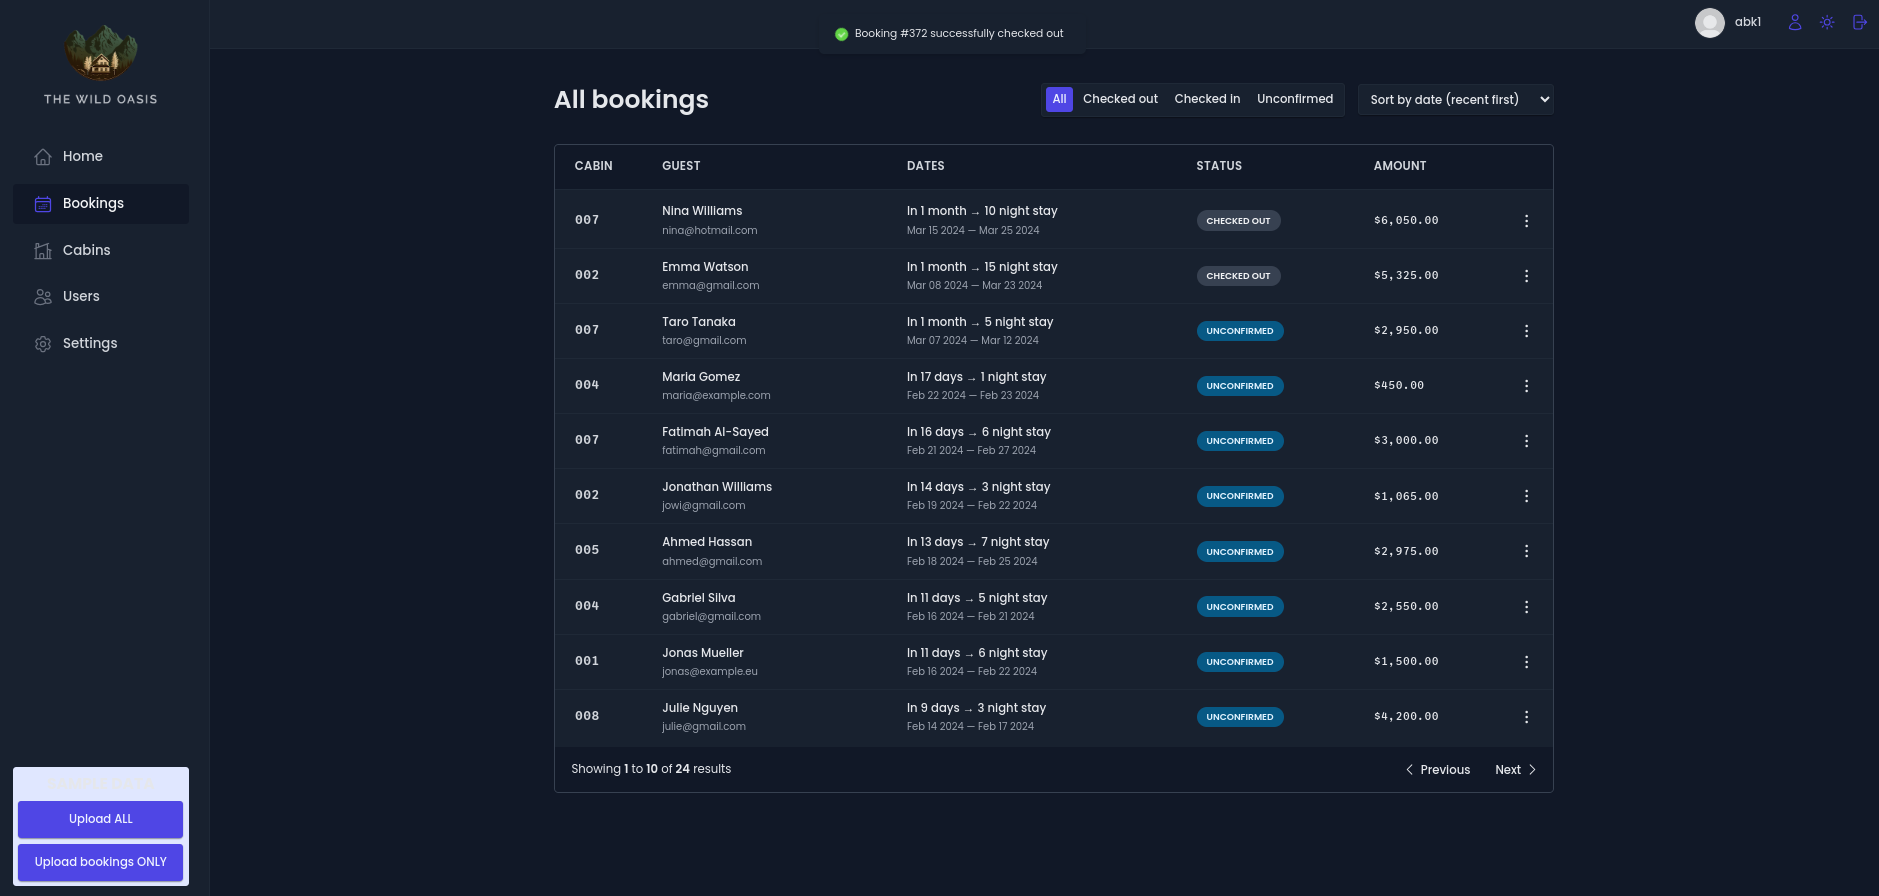 THE WILD OASIS
Home
Bookings
Cabins
Users
Settings
Upload ALL
Upload bookings ONLY
Booking #372 successfully checked out
abk1
All bookings
All Checked out Checked in Unconfirmed
Sort by date (recent first)
CABIN GUEST DATES STATUS AMOUNT
007 Nina Williams In 1 month → 10 night stay CHECKED OUT $6,050.00
nina@hotmail.com Mar 15 2024 — Mar 25 2024
002 Emma Watson In 1 month → 15 night stay CHECKED OUT $5,325.00
emma@gmail.com Mar 08 2024 — Mar 23 2024
007 Taro Tanaka In 1 month → 5 night stay UNCONFIRMED $2,950.00
taro@gmail.com Mar 07 2024 — Mar 12 2024
004 Maria Gomez In 17 days → 1 night stay UNCONFIRMED $450.00
maria@example.com Feb 22 2024 — Feb 23 2024
007 Fatimah Al-Sayed In 16 days → 6 night stay UNCONFIRMED $3,000.00
fatimah@gmail.com Feb 21 2024 — Feb 27 2024
002 Jonathan Williams In 14 days → 3 night stay UNCONFIRMED $1,065.00
jowi@gmail.com Feb 19 2024 — Feb 22 2024
005 Ahmed Hassan In 13 days → 7 night stay UNCONFIRMED $2,975.00
ahmed@gmail.com Feb 18 2024 — Feb 25 2024
004 Gabriel Silva In 11 days → 5 night stay UNCONFIRMED $2,550.00
gabriel@gmail.com Feb 16 2024 — Feb 21 2024
001 Jonas Mueller In 11 days → 6 night stay UNCONFIRMED $1,500.00
jonas@example.eu Feb 16 2024 — Feb 22 2024
008 Julie Nguyen In 9 days → 3 night stay UNCONFIRMED $4,200.00
julie@gmail.com Feb 14 2024 — Feb 17 2024
Showing 1 to 10 of 24 results
Previous Next